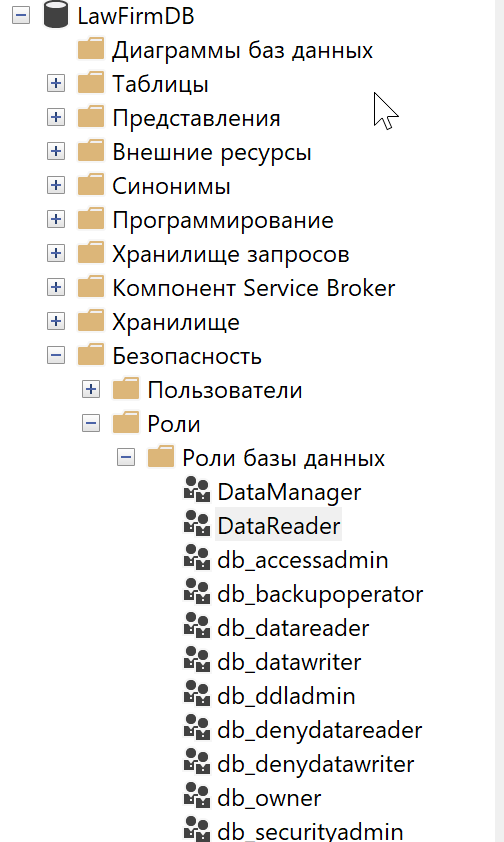 LawFirmDB
Диаграммы баз данных
Таблицы
Представления
Внешние ресурсы
Синонимы
Программирование
Хранилище запросов
Компонент Service Broker
Хранилище
Безопасность
Пользователи
Роли
Роли базы данных
DataManager
DataReader
db_accessadmin
db_backupoperator
db_datareader
db_datawriter
db_ddladmin
db_denydatareader
db_denydatawriter
db_owner
db_securityadmin